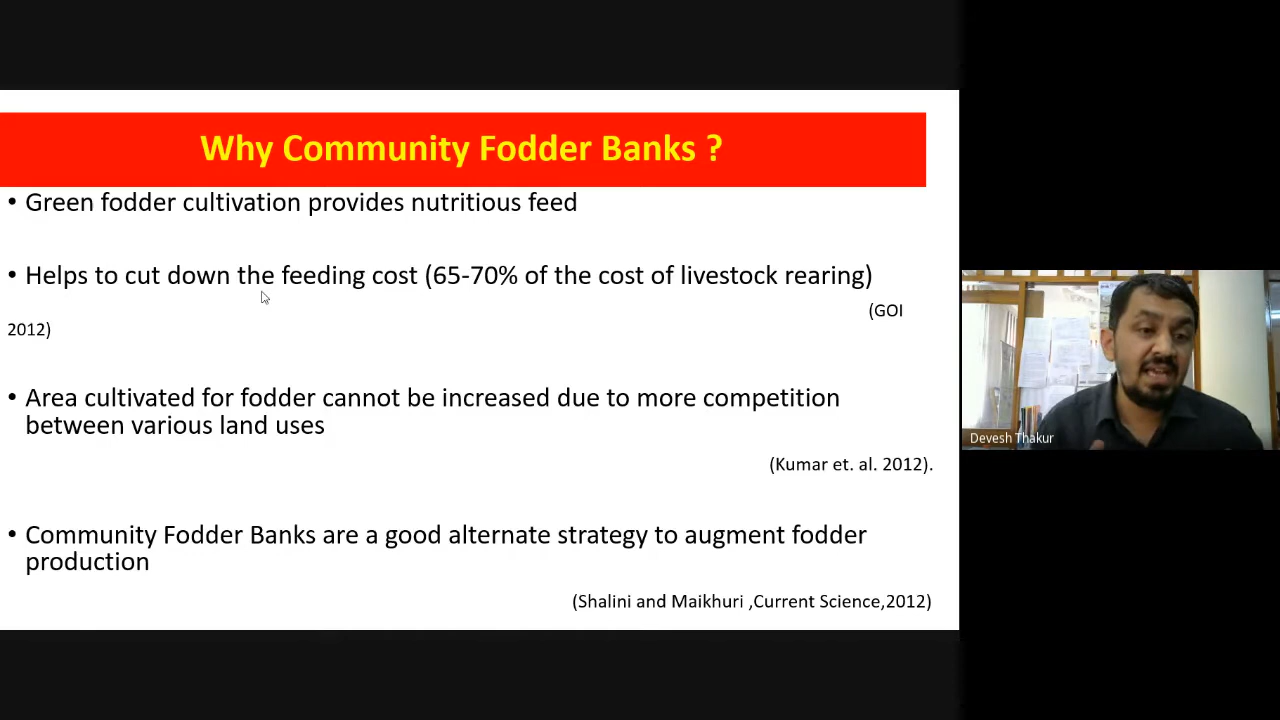 Why Community Fodder Banks ?
• Green fodder cultivation provides nutritious feed
• Helps to cut down the feeding cost (65-70% of the cost of livestock rearing)
(GOI
2012)
• Area cultivated for fodder cannot be increased due to more competition
between various land uses
(Kumar et. al. 2012).
• Community Fodder Banks are a good alternate strategy to augment fodder
production
(Shalini and Maikhuri ,Current Science,2012)
Devesh Thakur